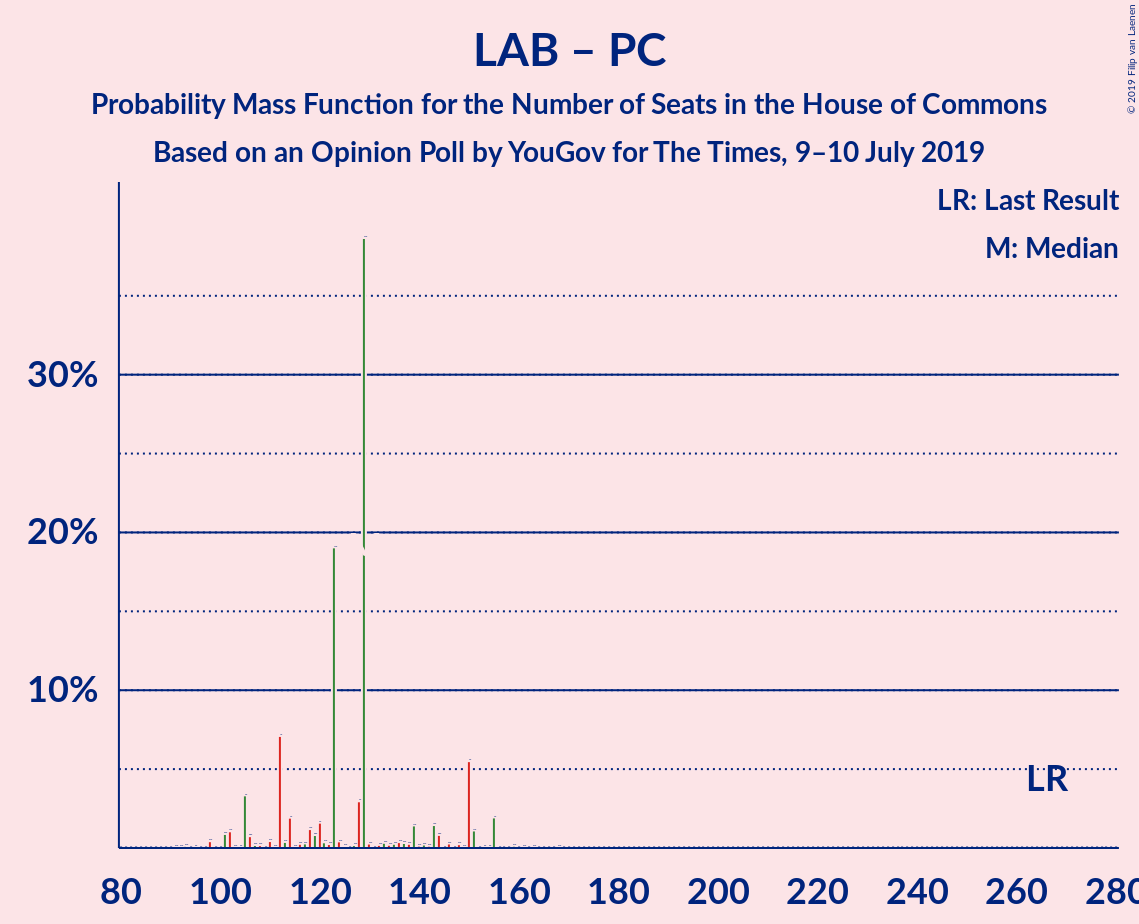 LAB – PC
Probability Mass Function for the Number of Seats in the House of Commons
Based on an Opinion Poll by YouGov for The Times, 9–10 July 2019
© 2019 Filip van Laenen
LR: Last Result
M: Median
30%
20%
10%
LR
80 100 120 140 160 180 200 220 240 260 280